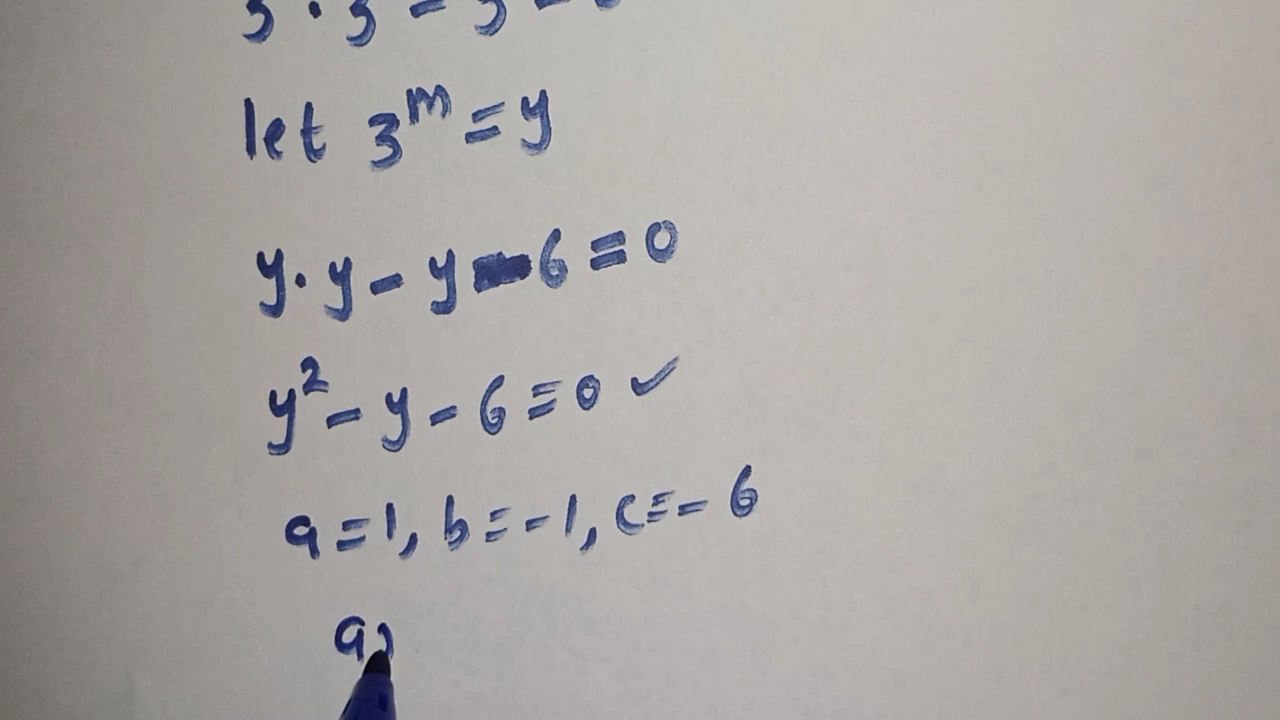 let 3^m = y
y · y - y - 6 = 0
y² - y - 6 = 0 ✓
a = 1, b = -1, c = - 6
a